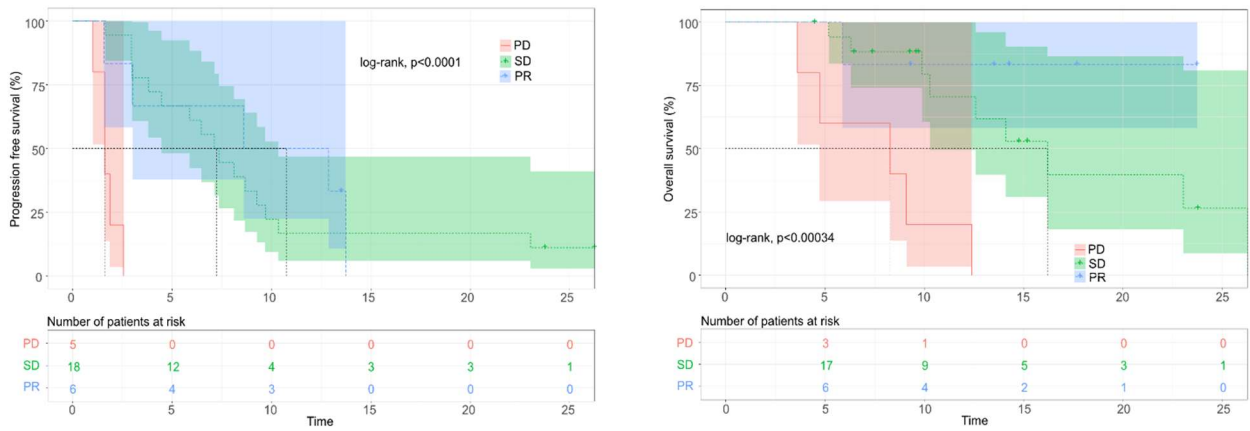 Progression free survival (%)
100
75
50
25
0
log-rank, p<0.0001
PD
SD
PR
0 5 10 15 20 25
Number of patients at risk
PD 5 0 0 0 0 0
SD 18 12 4 3 3 1
PR 6 4 3 0 0 0
0 5 10 15 20 25
Time
Overall survival (%)
100
75
50
25
0
log-rank, p<0.00034
PD
SD
PR
0 5 10 15 20 25
Number of patients at risk
PD 3 1 0 0 0
SD 17 9 5 3 1
PR 6 4 2 1 0
0 5 10 15 20 25
Time